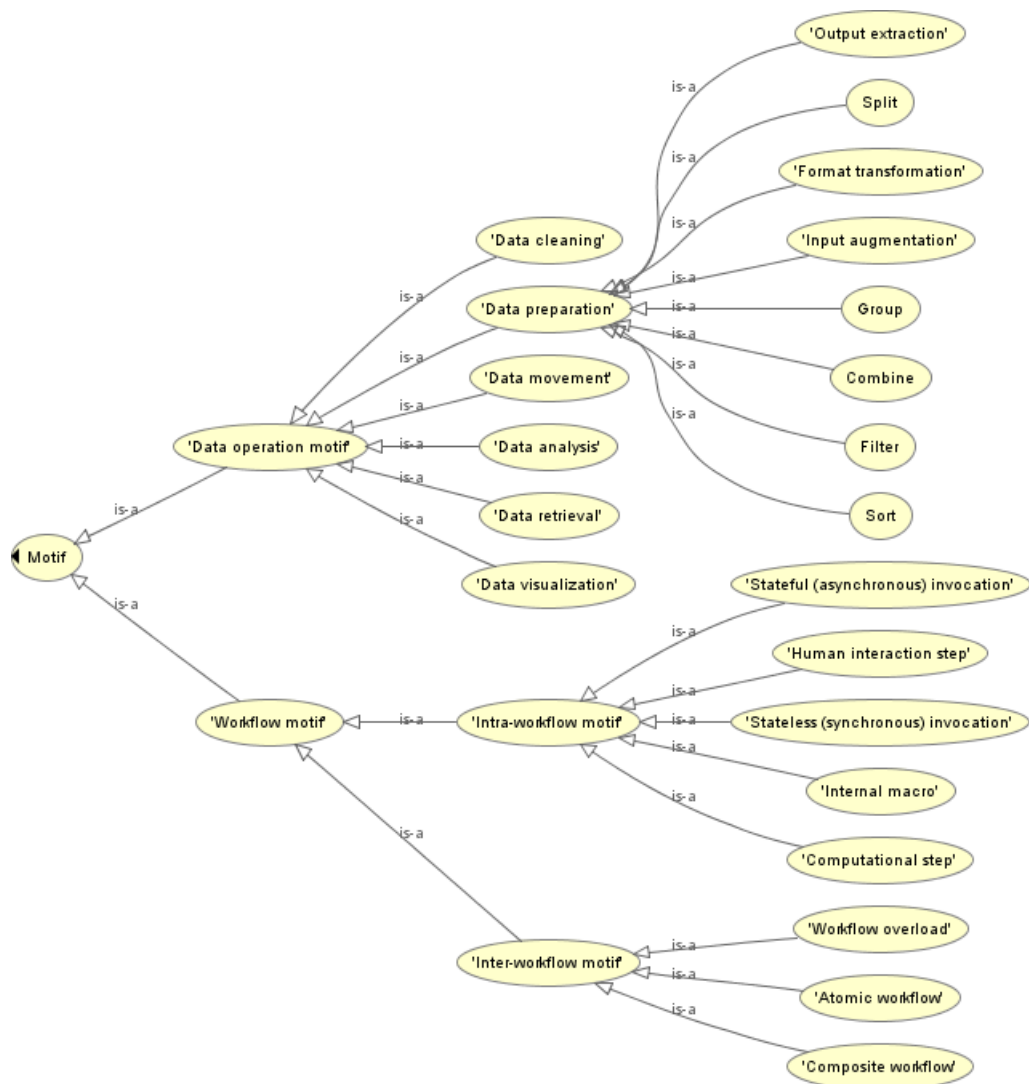 'Output extraction'
is-a
Split
is-a
'Format transformation'
is-a
'Data cleaning'
'Input augmentation'
is-a
is-a
'Data preparation'
is-a
Group
is-a
is-a
'Data movement'
is-a
Combine
is-a
is-a
'Data operation motif'
is-a
'Data analysis'
Filter
is-a
'Data retrieval'
Sort
is-a
is-a
Motif
'Data visualization'
'Stateful (asynchronous) invocation'
is-a
is-a
'Human interaction step'
is-a
'Workflow motif'
is-a
'Intra-workflow motif'
is-a
'Stateless (synchronous) invocation'
is-a
'Internal macro'
is-a
is-a
'Computational step'
'Workflow overload'
is-a
'Inter-workflow motif'
is-a
'Atomic workflow'
is-a
'Composite workflow'